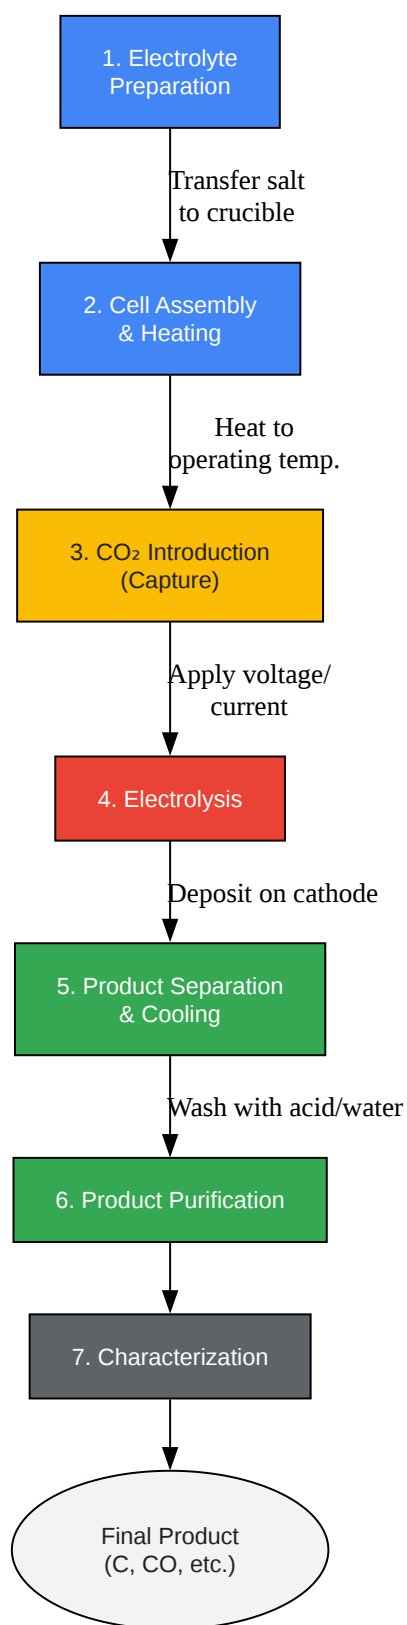 1. Electrolyte
Preparation
Transfer salt
to crucible
2. Cell Assembly
& Heating
Heat to
operating temp.
3. CO₂ Introduction
(Capture)
Apply voltage/
current
4. Electrolysis
Deposit on cathode
5. Product Separation
& Cooling
Wash with acid/water
6. Product Purification
7. Characterization
Final Product
(C, CO, etc.)